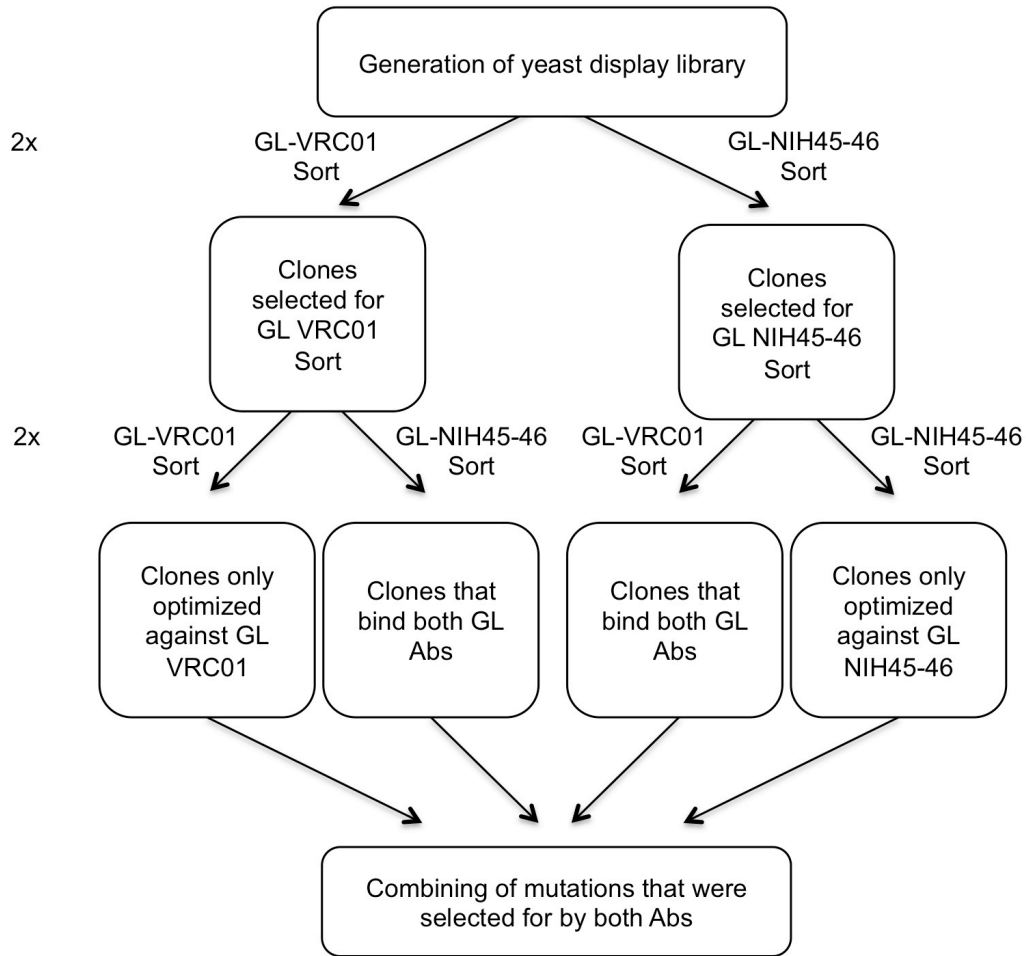 Generation of yeast display library
2x
GL-VRC01
Sort
GL-NIH45-46
Sort
Clones
selected for
GL VRC01
Sort
Clones
selected for
GL NIH45-46
Sort
2x
GL-VRC01
Sort
GL-NIH45-46
Sort
GL-VRC01
Sort
GL-NIH45-46
Sort
Clones only
optimized
against GL
VRC01
Clones that
bind both GL
Abs
Clones that
bind both GL
Abs
Clones only
optimized
against GL
NIH45-46
Combining of mutations that were
selected for by both Abs